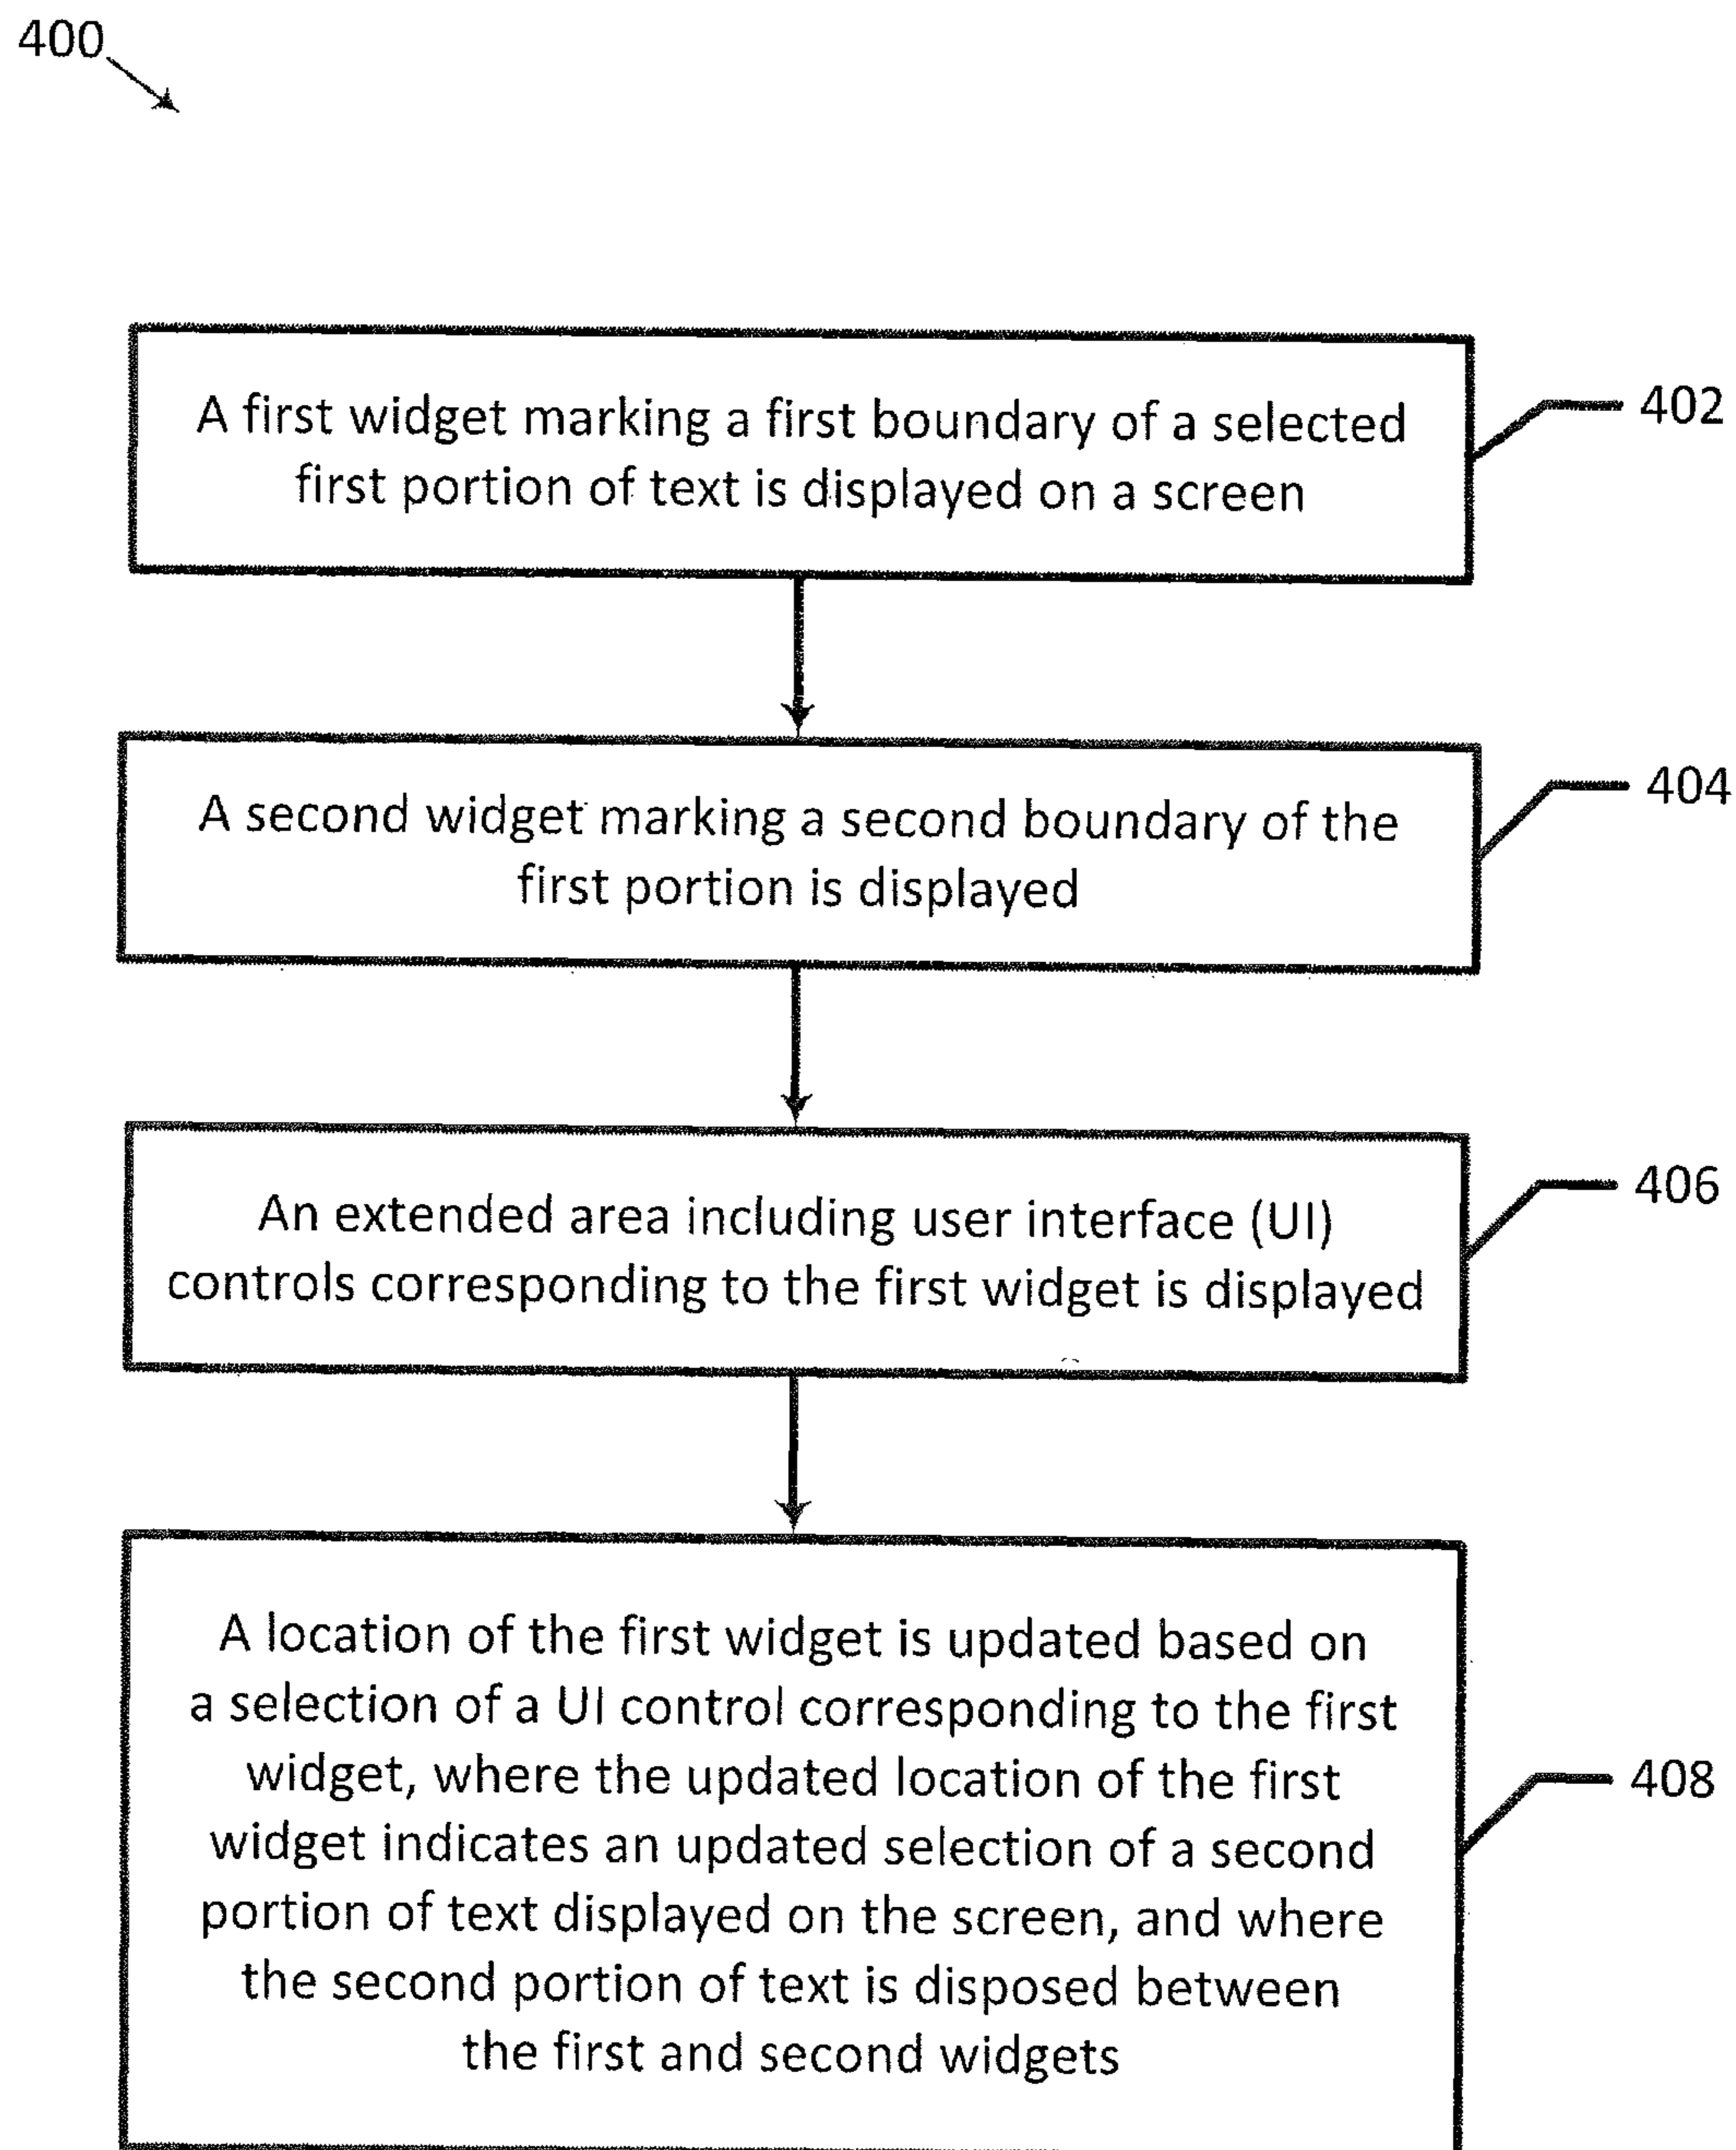 400
A first widget marking a first boundary of a selected
first portion of text is displayed on a screen
402
A second widget marking a second boundary of the
first portion is displayed
404
An extended area including user interface (UI)
controls corresponding to the first widget is displayed
406
A location of the first widget is updated based on
a selection of a UI control corresponding to the first
widget, where the updated location of the first
widget indicates an updated selection of a second
portion of text displayed on the screen, and where
the second portion of text is disposed between
the first and second widgets
408